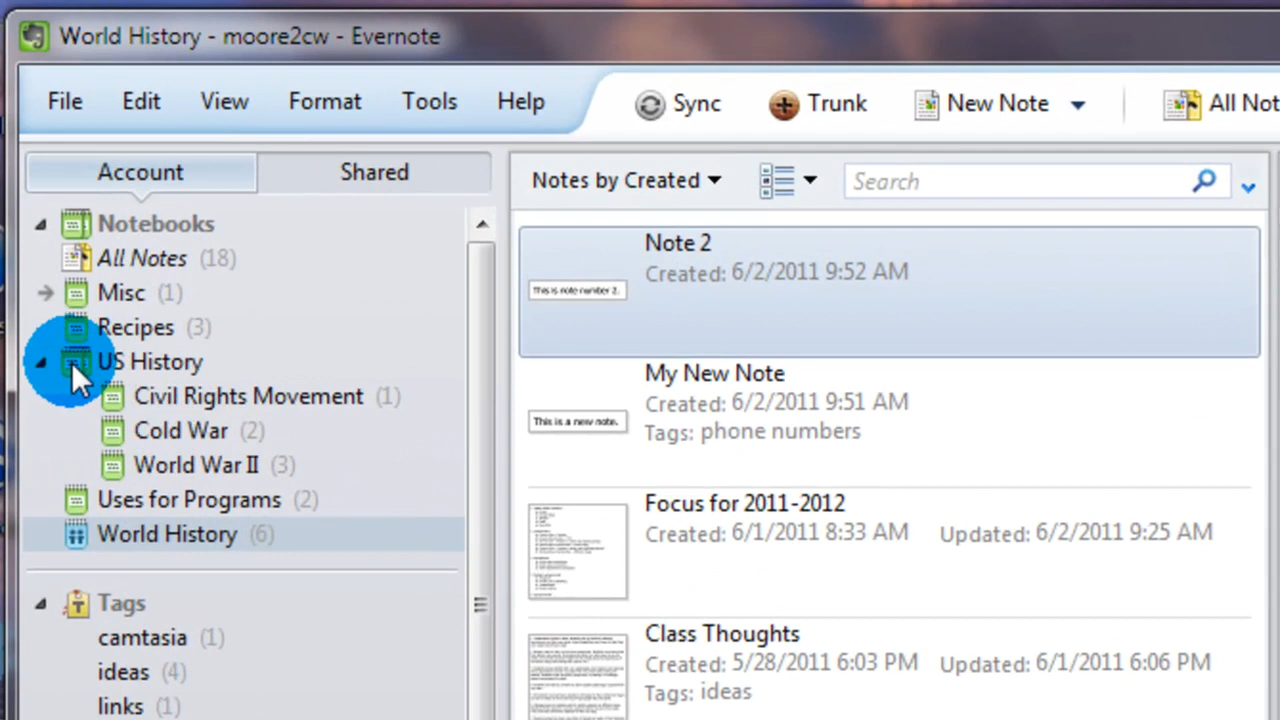 World History - moore2cw - Evernote
File Edit View Format Tools Help
Sync Trunk New Note All Not
Account Shared
Notes by Created
Search
Notebooks
All Notes (18)
Misc (1)
Recipes (3)
US History
Civil Rights Movement (1)
Cold War (2)
World War II (3)
Uses for Programs (2)
World History (6)
Tags
camtasia (1)
ideas (4)
links (1)
Note 2
Created: 6/2/2011 9:52 AM
This is note number 2.
My New Note
Created: 6/2/2011 9:51 AM
Tags: phone numbers
This is a new note.
Focus for 2011-2012
Created: 6/1/2011 8:33 AM Updated: 6/2/2011 9:25 AM
Class Thoughts
Created: 5/28/2011 6:03 PM Updated: 6/1/2011 6:06 PM
Tags: ideas